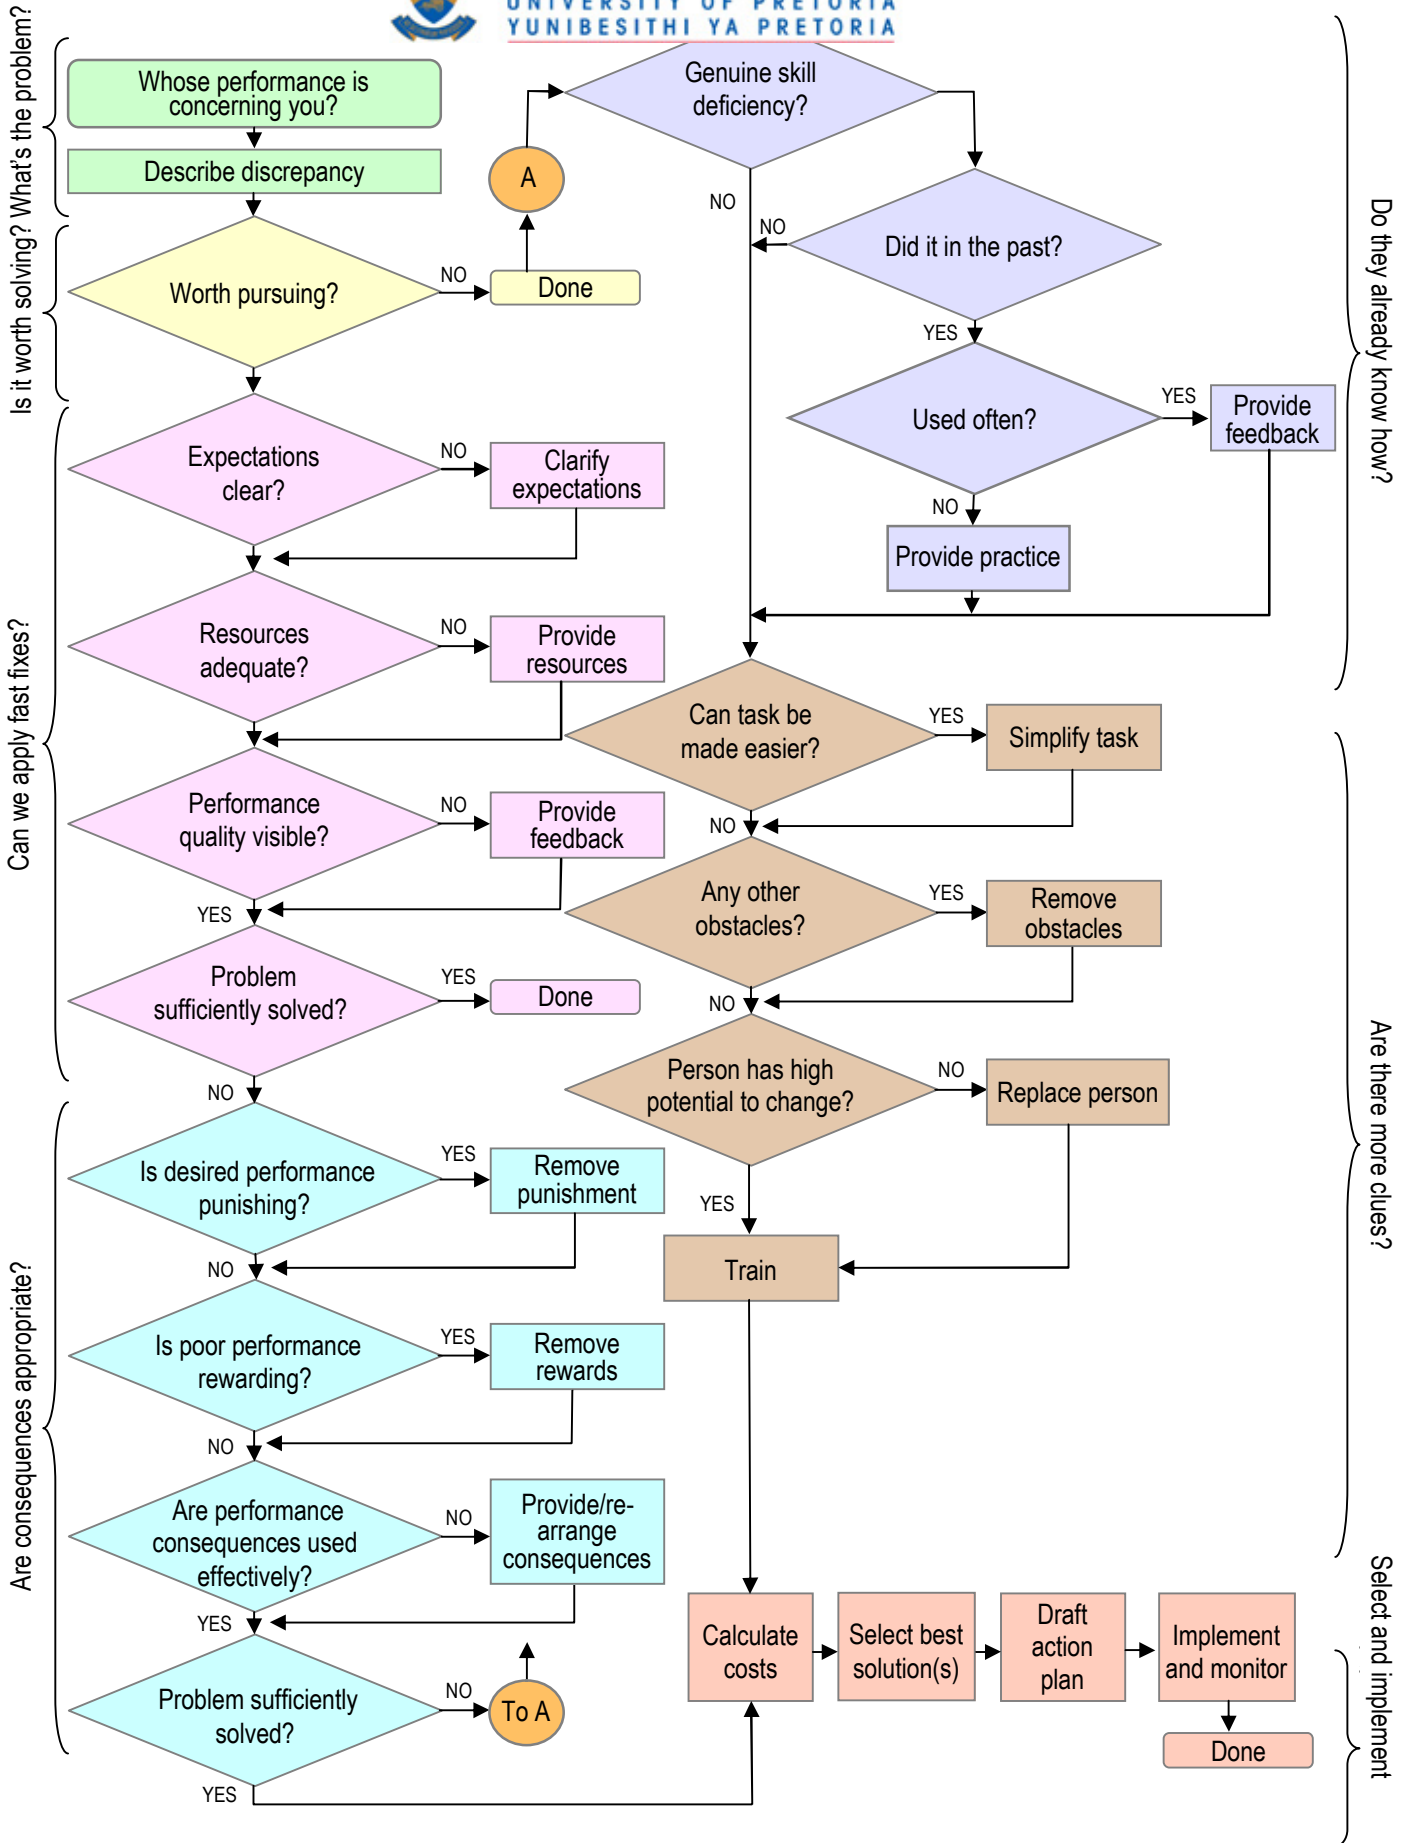 UNIVERSITY OF PRETORIA
YUNIBESITHI YA PRETORIA
What's the problem?
Whose performance is
concerning you?
Describe discrepancy
Is it worth solving?
Worth pursuing?
NO
Done
A
Can we apply fast fixes?
Expectations
clear?
NO
Clarify
expectations
Resources
adequate?
NO
Provide
resources
Performance
quality visible?
NO
Provide
feedback
YES
Problem
sufficiently solved?
YES
Done
NO
Are consequences appropriate?
Is desired performance
punishing?
YES
Remove
punishment
NO
Is poor performance
rewarding?
YES
Remove
rewards
NO
Are performance
consequences used
effectively?
NO
Provide/re-
arrange
consequences
YES
Problem sufficiently
solved?
NO
To A
YES
Do they already know how?
Genuine skill
deficiency?
NO
Did it in the past?
NO
YES
Used often?
YES
Provide
feedback
NO
Provide practice
Are there more clues?
Can task be
made easier?
YES
Simplify task
NO
Any other
obstacles?
YES
Remove
obstacles
NO
Person has high
potential to change?
NO
Replace person
YES
Train
Select and implement
Calculate
costs
Select best
solution(s)
Draft
action
plan
Implement
and monitor
Done